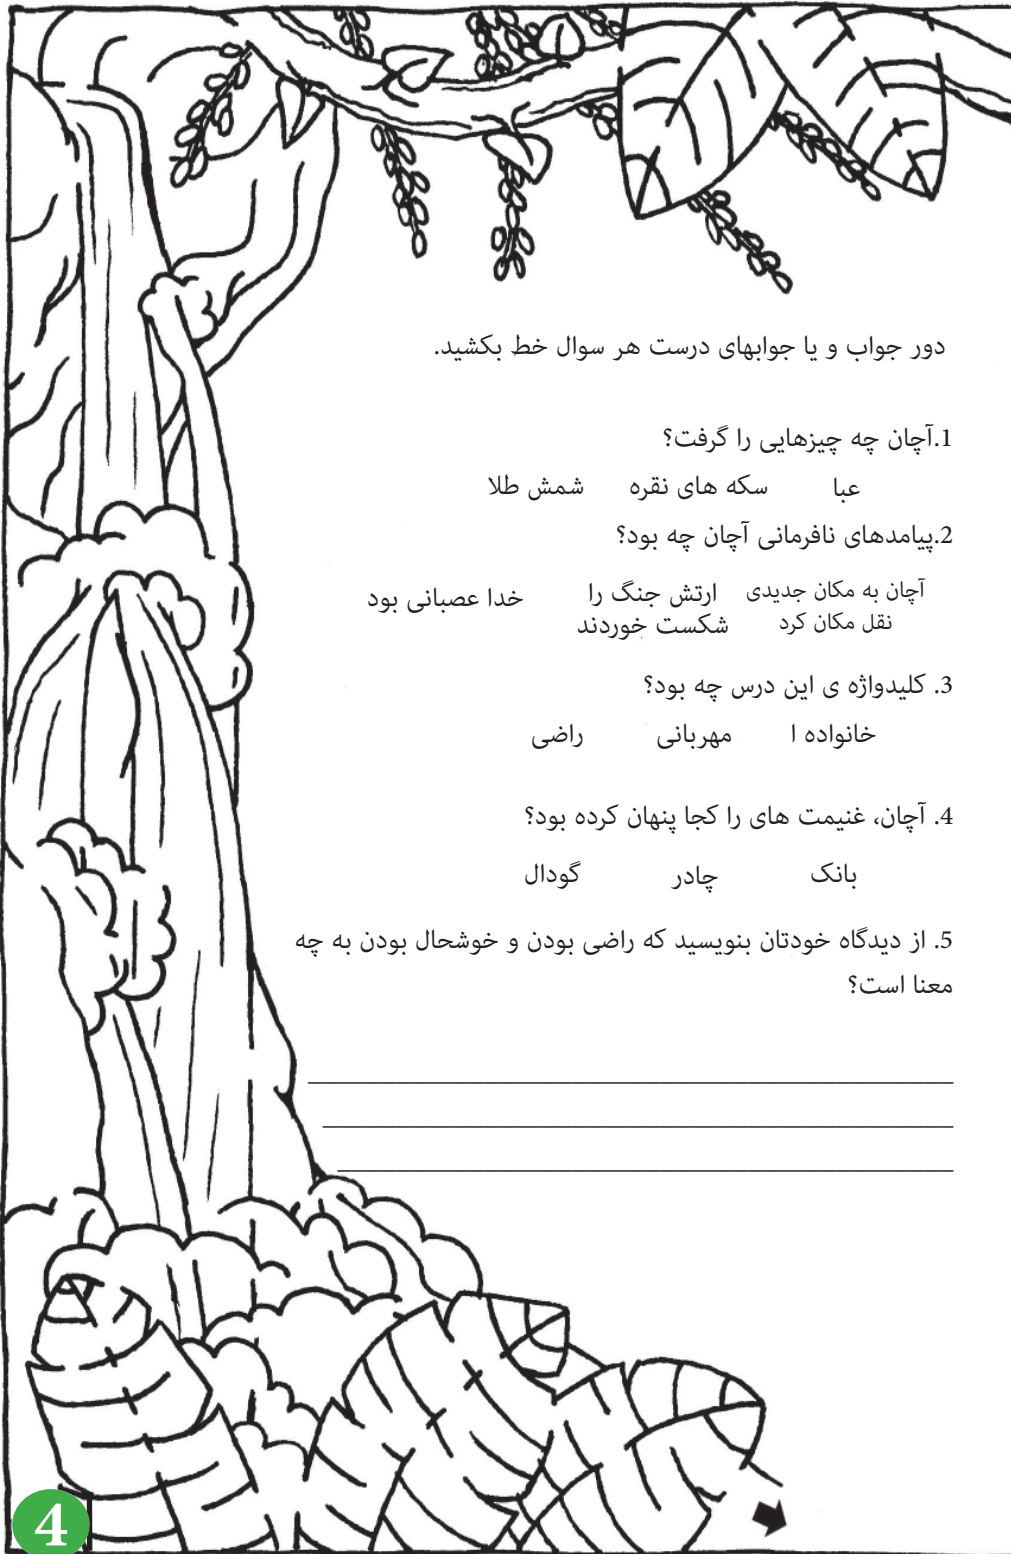 دور جواب و یا جوابهای درست هر سوال خط بکشید.
1.آچان چه چیزهایی را گرفت؟
عبا سکه های نقره شمش طلا
2.پیامدهای نافرمانی آچان چه بود؟
آچان به مکان جدیدی ارتش جنگ را خدا عصبانی بود
نقل مکان کرد شکست خوردند
3. کلیدواژه ی این درس چه بود؟
خانواده ا مهربانی راضی
4. آچان، غنیمت های را کجا پنهان کرده بود؟
بانک چادر گودال
5. از دیدگاه خودتان بنویسید که راضی بودن و خوشحال بودن به چه
معنا است؟
4